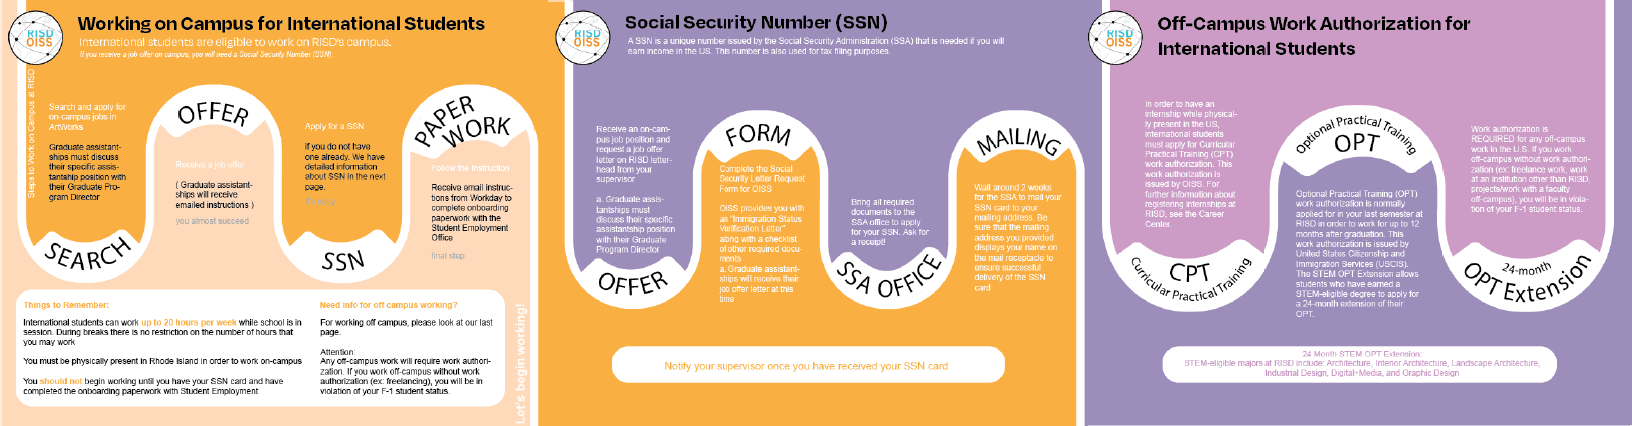 RISD
OISS
Working on Campus for International Students
International students are eligible to work on RISD's campus.
If you receive a job offer on campus, you will need a Social Security Number (SSN).
Steps to Work on Campus at RISD
Search and apply for
on-campus jobs in
ArtWorks
Graduate assistant-
ships must discuss
their specific assis-
tantship position with
their Graduate Pro-
gram Director
SEARCH
OFFER
Receive a job offer
( Graduate assistant-
ships will receive
emailed instructions )
you almost succeed
Apply for a SSN
if you do not have
one already. We have
detailed information
about SSN in the next
page.
SSN
PAPER
WORK
Follow the Instruction
Receive email instruc-
tions from Workday to
complete onboarding
paperwork with the
Student Employment
Office
final step
Things to Remember:
International students can work up to 20 hours per week while school is in
session. During breaks there is no restriction on the number of hours that
you may work
You must be physically present in Rhode Island in order to work on-campus
You should not begin working until you have your SSN card and have
completed the onboarding paperwork with Student Employment
Need info for off campus working?
For working off campus, please look at our last
page.
Attention:
Any off-campus work will require work authori-
zation. If you work off-campus without work
authorization (ex: freelancing), you will be in
violation of your F-1 student status.
Let's begin working!
RISD
OISS
Social Security Number (SSN)
A SSN is a unique number issued by the Social Security Administration (SSA) that is needed if you will
earn income in the US. This number is also used for tax filing purposes.
Receive an on-cam-
pus job position and
request a job offer
letter on RISD letter-
head from your
supervisor
a. Graduate assis-
tantships must
discuss their specific
assistantship position
with their Graduate
Program Director
OFFER
FORM
Complete the Social
Security Letter Request
Form for OISS
OISS provides you with
an "Immigration Status
Verification Letter"
along with a checklist
of other required docu-
ments
a. Graduate assistant-
ships will receive their
job offer letter at this
time
Bring all required
documents to the
SSA office to apply
for your SSN. Ask for
a receipt!
SSA OFFICE
MAILING
Wait around 2 weeks
for the SSA to mail your
SSN card to your
mailing address. Be
sure that the mailing
address you provided
displays your name on
the mail receptacle to
ensure successful
delivery of the SSN
card
Notify your supervisor once you have received your SSN card
RISD
OISS
Off-Campus Work Authorization for
International Students
In order to have an
internship while physical-
ly present in the US,
international students
must apply for Curricular
Practical Training (CPT)
work authorization. This
work authorization is
issued by OISS. For
further information about
registering internships at
RISD, see the Career
Center.
CPT
Curricular Practical Training
Optional Practical Training
OPT
Optional Practical Training (OPT)
work authorization is normally
applied for in your last semester at
RISD in order to work for up to 12
months after graduation. This
work authorization is issued by
United States Citizenship and
Immigration Services (USCIS).
The STEM OPT Extension allows
students who have earned a
STEM-eligible degree to apply for
a 24-month extension of their
OPT.
Work authorization is
REQUIRED for any off-campus
work in the U.S. If you work
off-campus without work authori-
zation (ex: freelance work, work
at an institution other than RISD,
projects/work with a faculty
off-campus), you will be in viola-
tion of your F-1 student status.
24-month
OPT Extension
24 Month STEM OPT Extension:
STEM-eligible majors at RISD include: Architecture, Interior Architecture, Landscape Architecture,
Industrial Design, Digital+Media, and Graphic Design